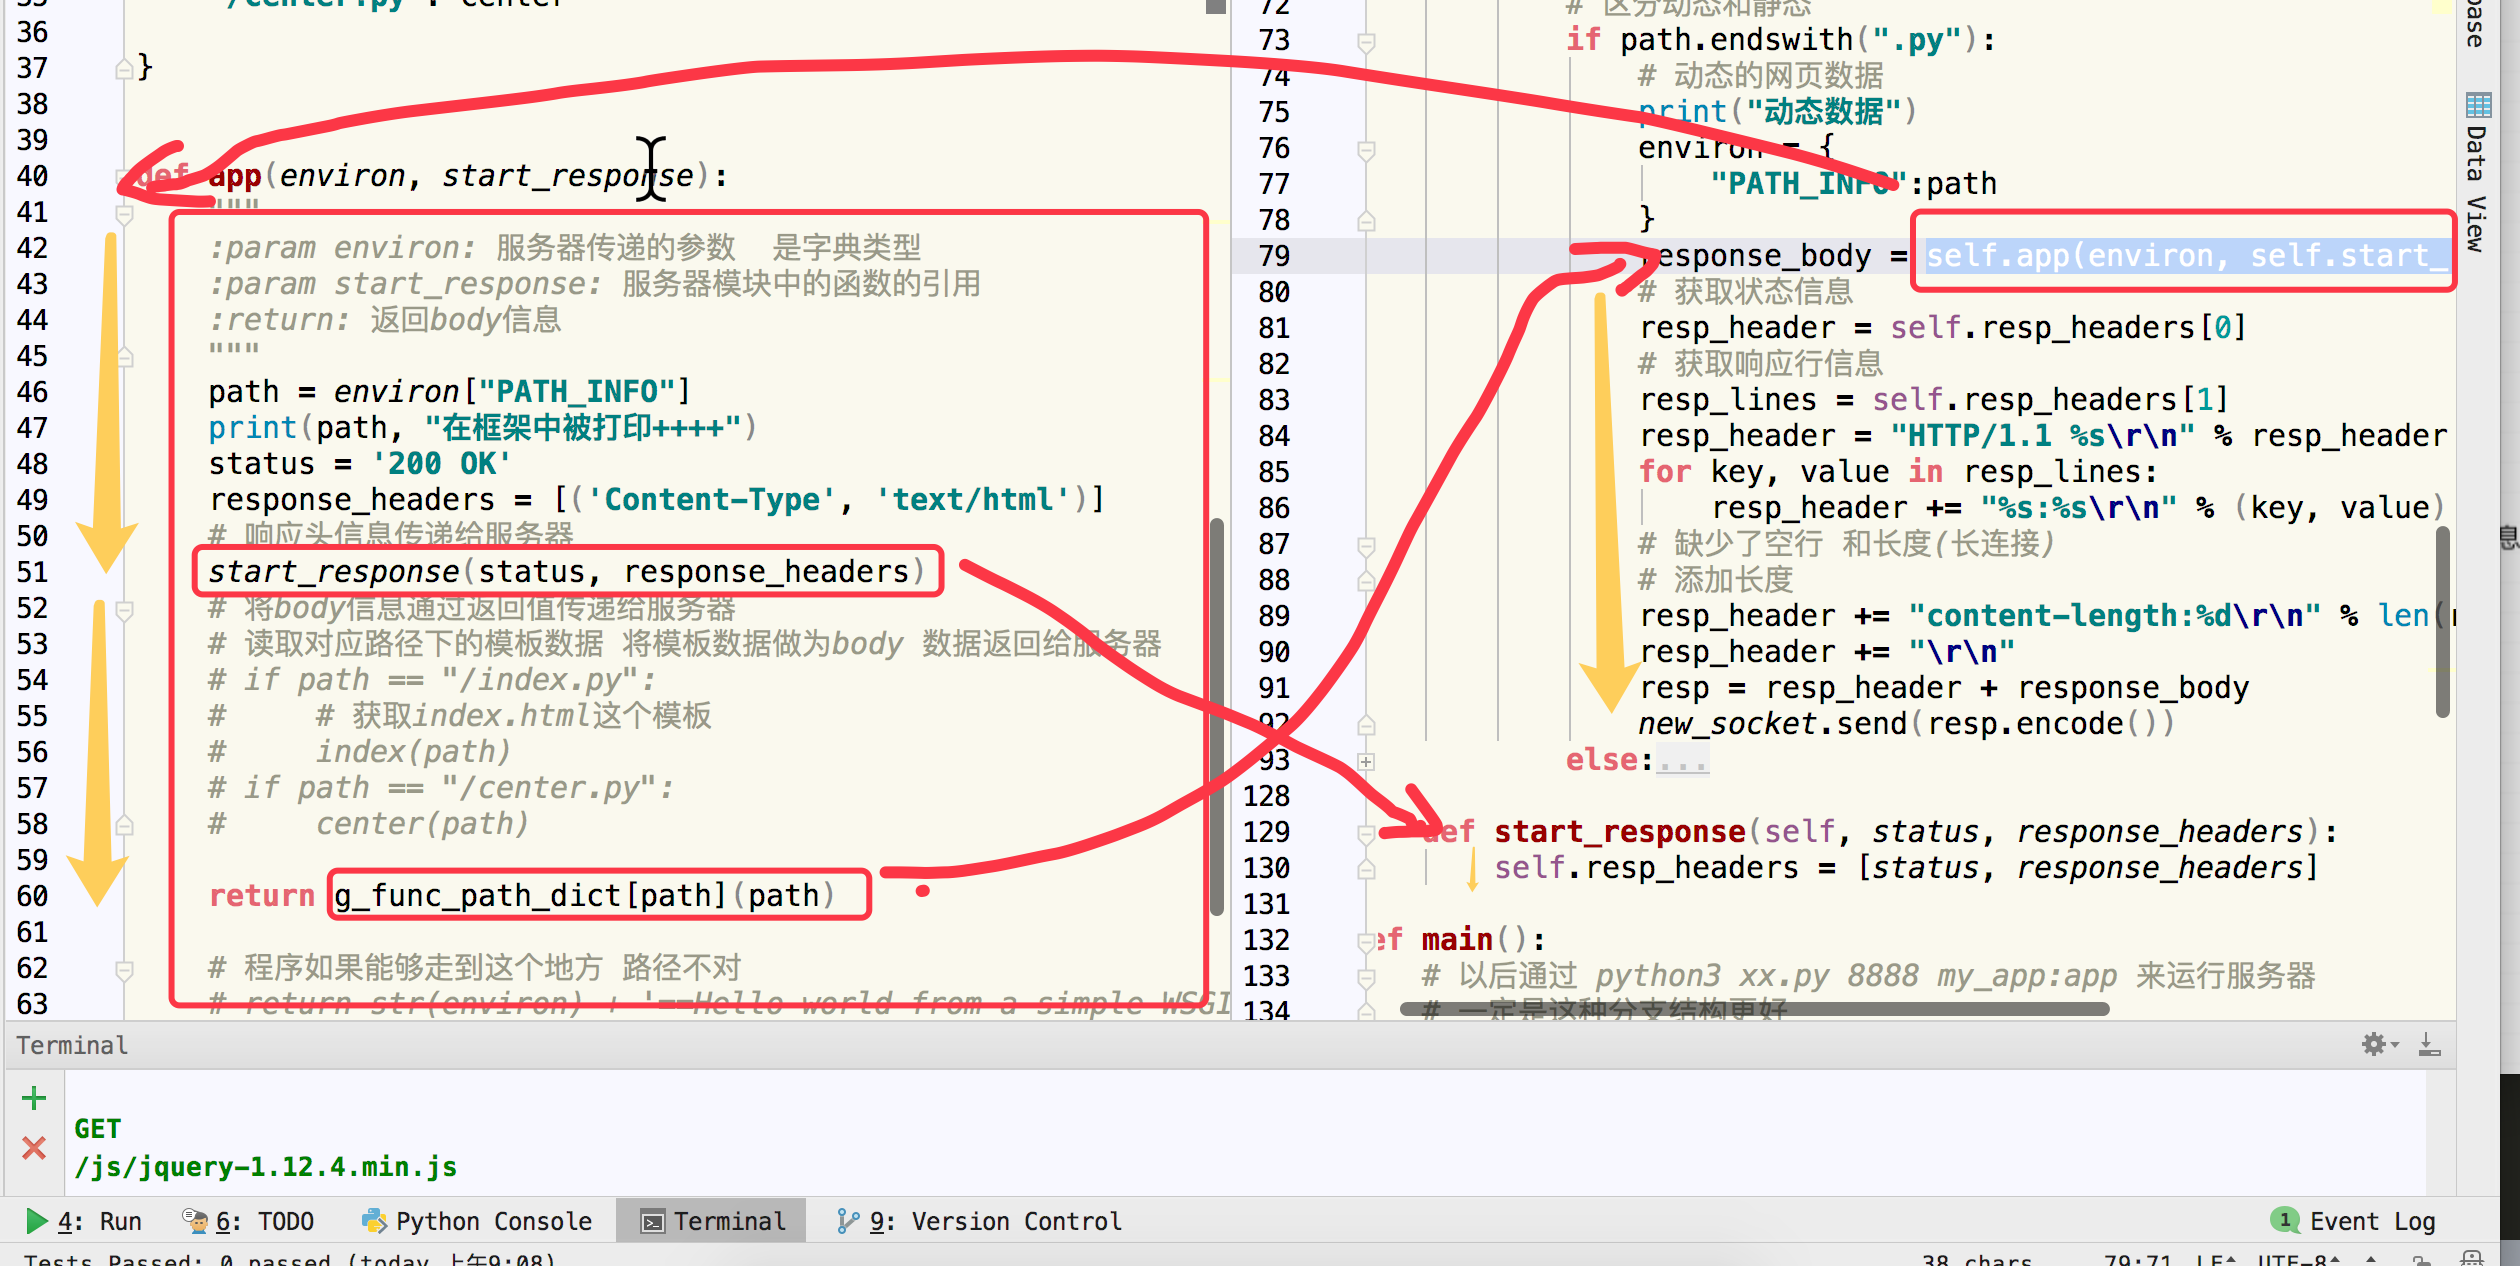 36
37 }
38
39
40 def app(environ, start_response):
41 """
42 :param environ: 服务器传递的参数 是字典类型
43 :param start_response: 服务器模块中的函数的引用
44 :return: 返回body信息
45 """
46 path = environ["PATH_INFO"]
47 print(path, "在框架中被打印++++")
48 status = '200 OK'
49 response_headers = [('Content-Type', 'text/html')]
50 # 响应头信息传递给服务器
51 start_response(status, response_headers)
52 # 将body信息通过返回值传递给服务器
53 # 读取对应路径下的模板数据 将模板数据做为body 数据返回给服务器
54 # if path == "/index.py":
55 #     # 获取index.html这个模板
56 #     index(path)
57 # if path == "/center.py":
58 #     center(path)
59
60 return g_func_path_dict[path](path)
61
62 # 程序如果能够走到这个地方 路径不对
63 # return str(environ) + '==Hello world from a simple WSGI
72 # 区分动态和静态
73 if path.endswith(".py"):
74 # 动态的网页数据
75 print("动态数据")
76 environ = {
77 "PATH_INFO":path
78 }
79 response_body = self.app(environ, self.start_
80 # 获取状态信息
81 resp_header = self.resp_headers[0]
82 # 获取响应行信息
83 resp_lines = self.resp_headers[1]
84 resp_header = "HTTP/1.1 %s\r\n" % resp_header
85 for key, value in resp_lines:
86 resp_header += "%s:%s\r\n" % (key, value)
87 # 缺少了空行 和长度(长连接)
88 # 添加长度
89 resp_header += "content-length:%d\r\n" % len(
90 resp_header += "\r\n"
91 resp = resp_header + response_body
92 new_socket.send(resp.encode())
93 else:...
128
129 def start_response(self, status, response_headers):
130 self.resp_headers = [status, response_headers]
131
132 ef main():
133 # 以后通过 python3 xx.py 8888 my_app:app 来运行服务器
134 # 一定是这种分支结构更好
base
Data View
息
Terminal
GET
/js/jquery-1.12.4.min.js
4: Run 6: TODO Python Console Terminal 9: Version Control 1 Event Log
Tests Passed: 0 passed (today 上午9:08) 38 chars 79:71 LF UTF-8